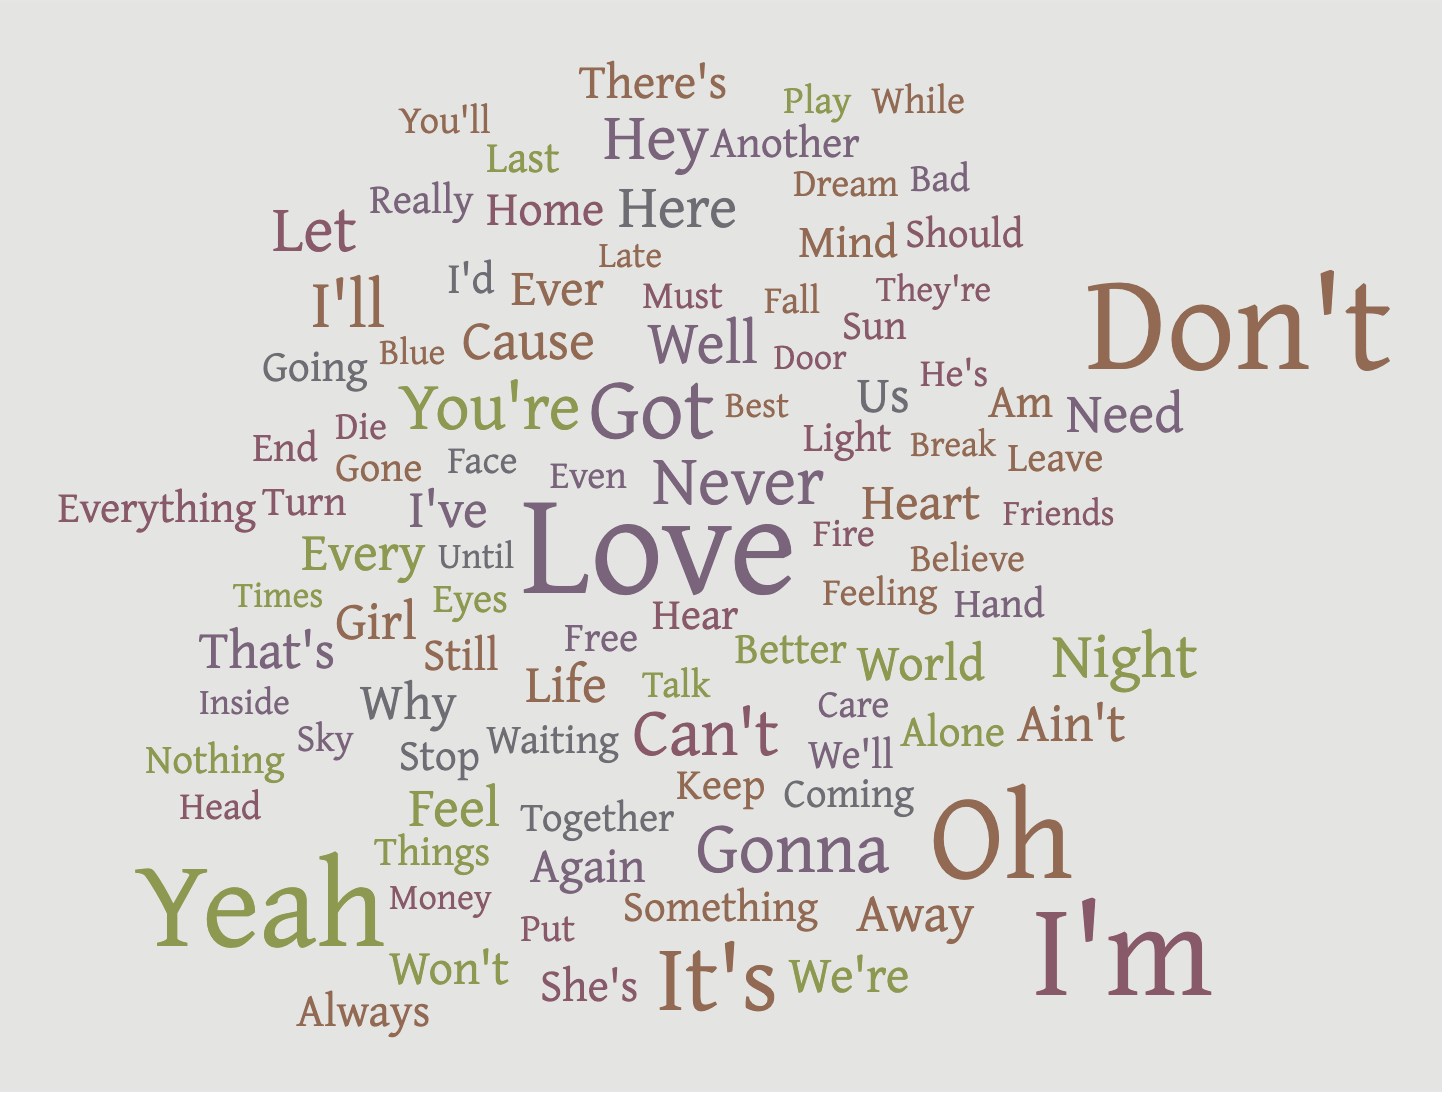 There's
Play While
You'll
Hey Another
Last
Dream Bad
Really Home Here
Let
Mind Should
Late
I'd Ever Must Fall They're
I'll
Don't
Cause Well Sun
Going Blue Door
He's
You're Got Best Us Am Need
Die
End Light Break Leave
Gone Face Even Never
Everything Turn I've Heart Friends
Love Fire
Every Until Believe
Times Eyes Feeling Hand
Girl Hear
That's Still Free Better World Night
Life Talk
Inside Why Care
Can't Alone Ain't
Sky Waiting
Nothing Stop We'll
Keep Coming
Head Feel Together
Oh
Things Again Gonna
Yeah Money Something Away
Put
I'm
Won't She's It's We're
Always